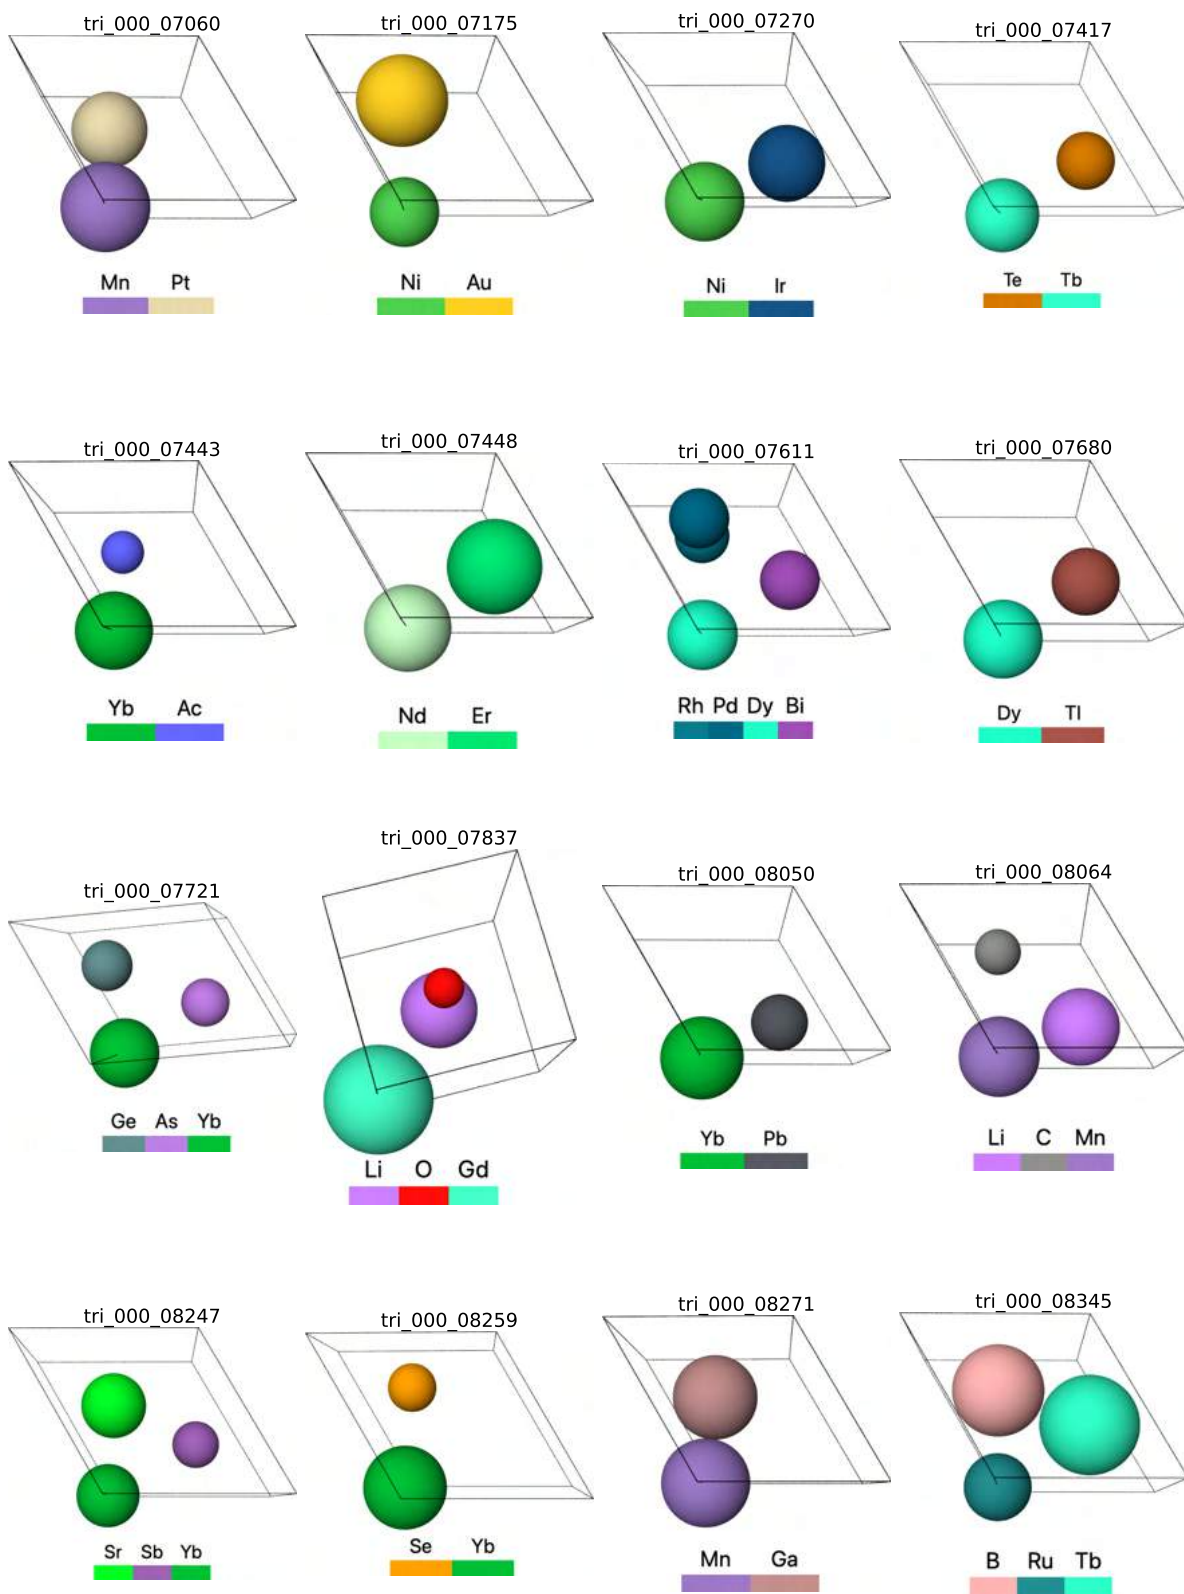 tri_000_07060
tri_000_07175
tri_000_07270
tri_000_07417
Mn Pt
Ni Au
Ni Ir
Te Tb
tri_000_07443
tri_000_07448
tri_000_07611
tri_000_07680
Yb Ac
Nd Er
Rh Pd Dy Bi
Dy Tl
tri_000_07721
tri_000_07837
tri_000_08050
tri_000_08064
Ge As Yb
Li O Gd
Yb Pb
Li C Mn
tri_000_08247
tri_000_08259
tri_000_08271
tri_000_08345
Sr Sb Yb
Se Yb
Mn Ga
B Ru Tb